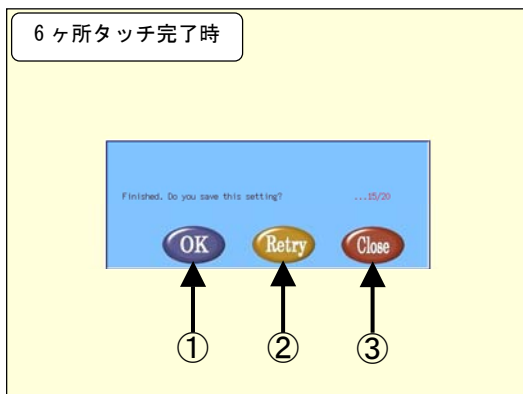 6ヶ所タッチ完了時
Finished. Do you save this setting? ...15/20
OK Retry Close
① ② ③